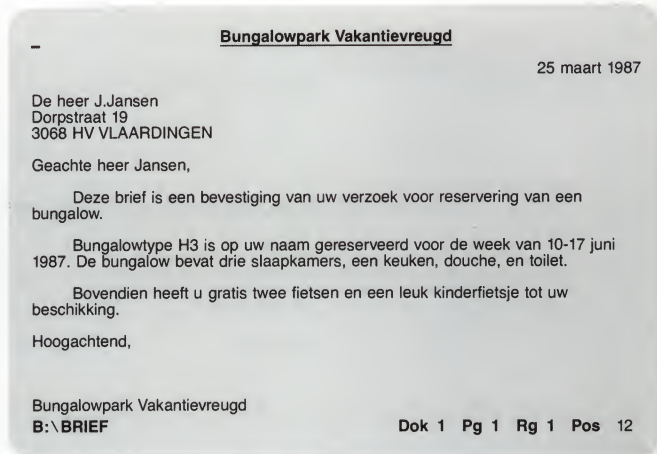 Bungalowpark Vakantievreugd
25 maart 1987
De heer J.Jansen
Dorpstraat 19
3068 HV VLAARDINGEN
Geachte heer Jansen,
Deze brief is een bevestiging van uw verzoek voor reservering van een
bungalow.
Bungalowtype H3 is op uw naam gereserveerd voor de week van 10-17 juni
1987. De bungalow bevat drie slaapkamers, een keuken, douche, en toilet.
Bovendien heeft u gratis twee fietsen en een leuk kinderfietsje tot uw
beschikking.
Hoogachtend,
Bungalowpark Vakantievreugd
B:\BRIEF Dok 1 Pg 1 Rg 1 Pos 12